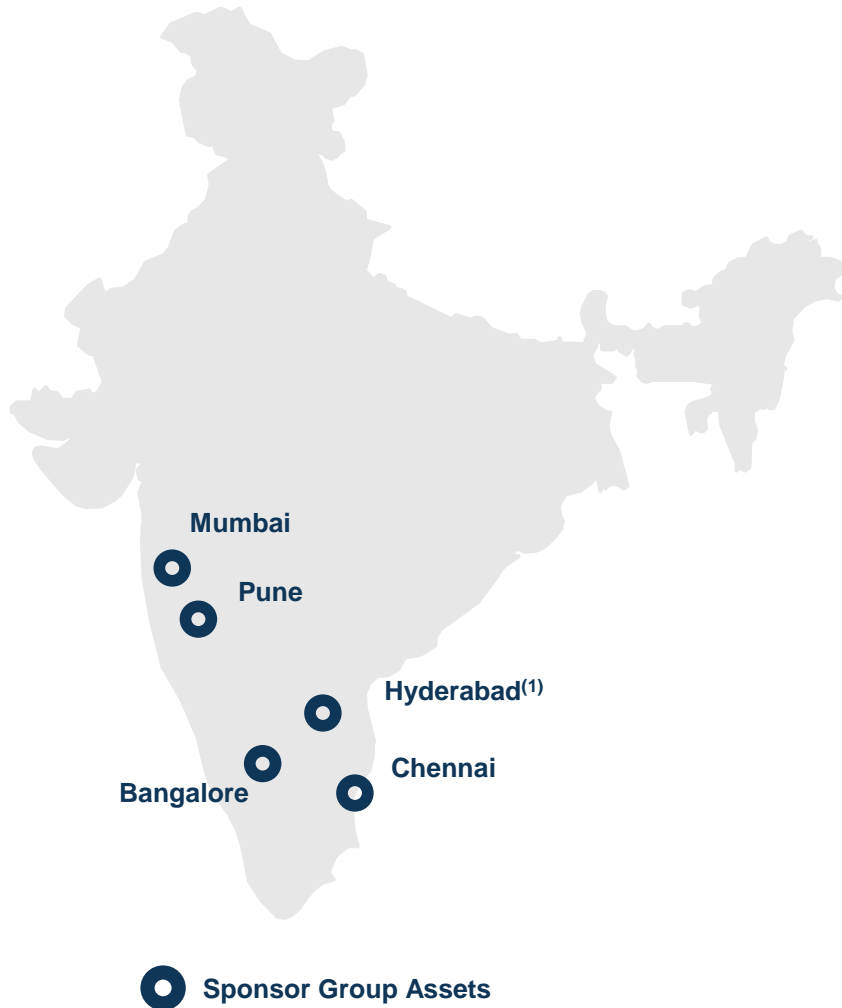 Mumbai
Pune
Hyderabad(1)
Chennai
Bangalore
Sponsor Group Assets